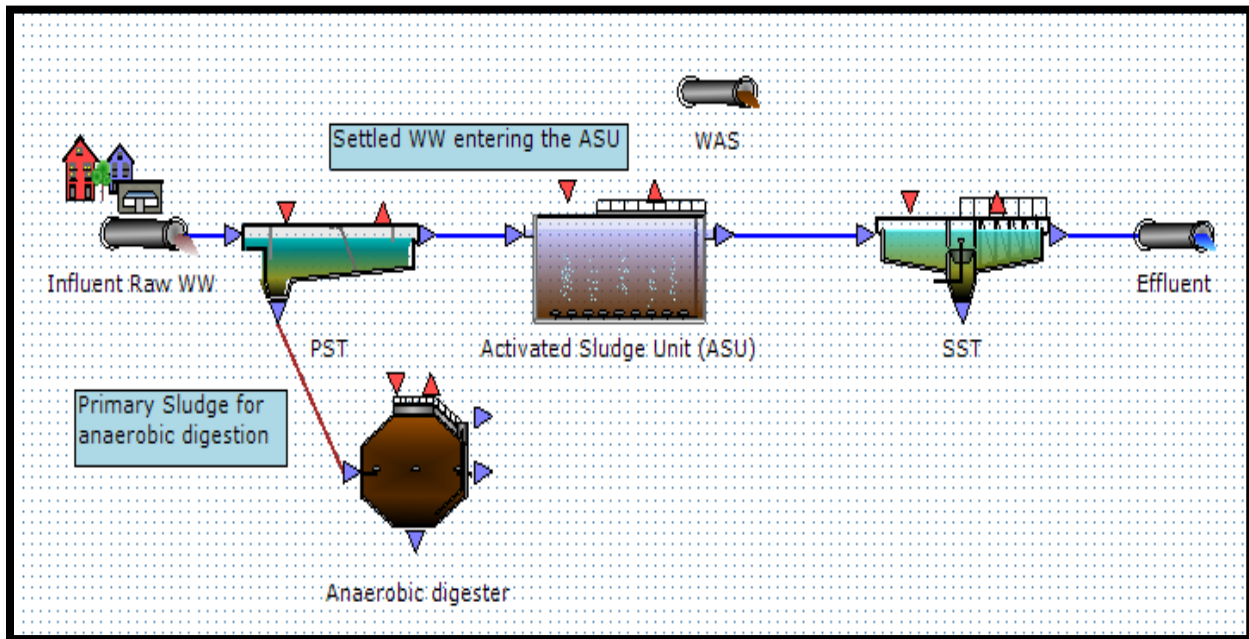 WAS
Settled WW entering the ASU
Influent Raw WW
PST
Activated Sludge Unit (ASU)
SST
Effluent
Primary Sludge for
anaerobic digestion
Anaerobic digester